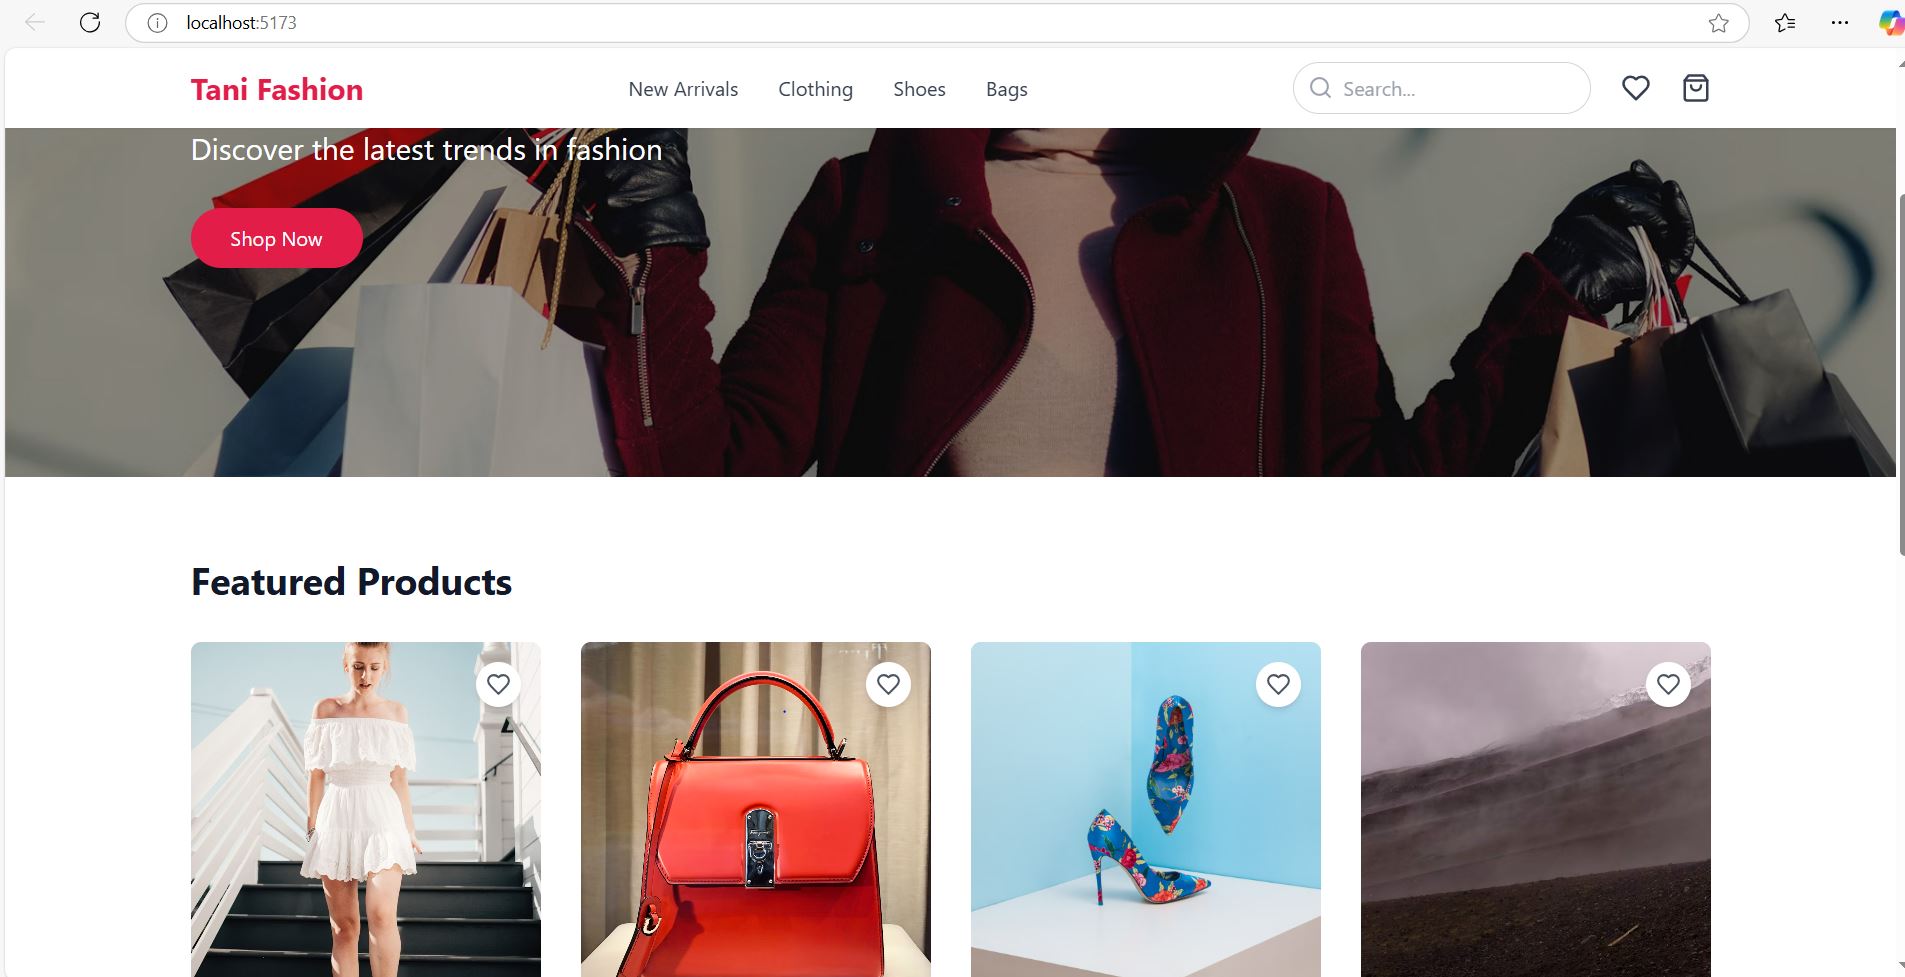 localhost:5173
Tani Fashion
New Arrivals
Clothing
Shoes
Bags
Search...
Discover the latest trends in fashion
Shop Now
Featured Products